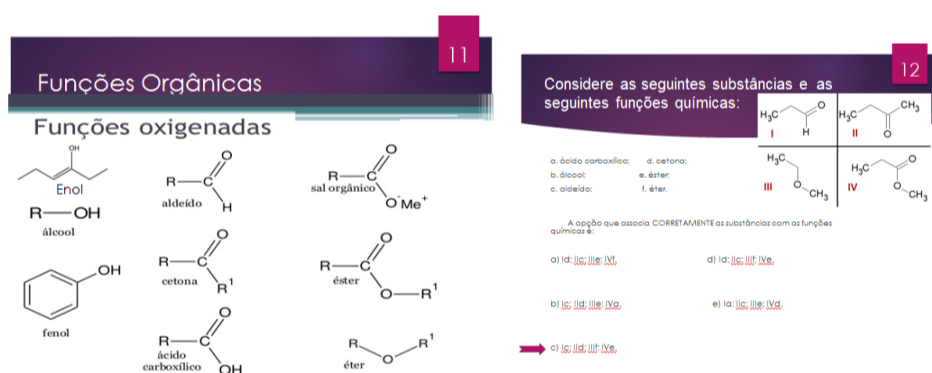 11
Funções Orgânicas
Funções oxigenadas
OH
Enol
R—OH
álcool
OH
fenol
O
R—C
H
aldeído
O
R—C
R¹
cetona
O
R—C
OH
ácido
carboxílico
O
R—C
O⁻Me⁺
sal orgânico
O
R—C
O—R¹
éster
R
O
R¹
éter
12
Considere as seguintes substâncias e as
seguintes funções químicas:
H₃C
O
H
I
H₃C
CH₃
O
II
H₃C
O
CH₃
III
H₃C
O
O
CH₃
IV
a. ácido carboxílico; d. cetona;
b. álcool; e. éster;
c. aldeído; f. éter.
A opção que associa CORRETAMENTE as substâncias com as funções
químicas é:
a) Id; IIc; IIIe; IVf. d) Id; IIc; IIIf; IVe.
b) Ic; IId; IIIe; IVa. e) Ia; IIc; IIIe; IVd.
c) Ic; IId; IIIf; IVe.